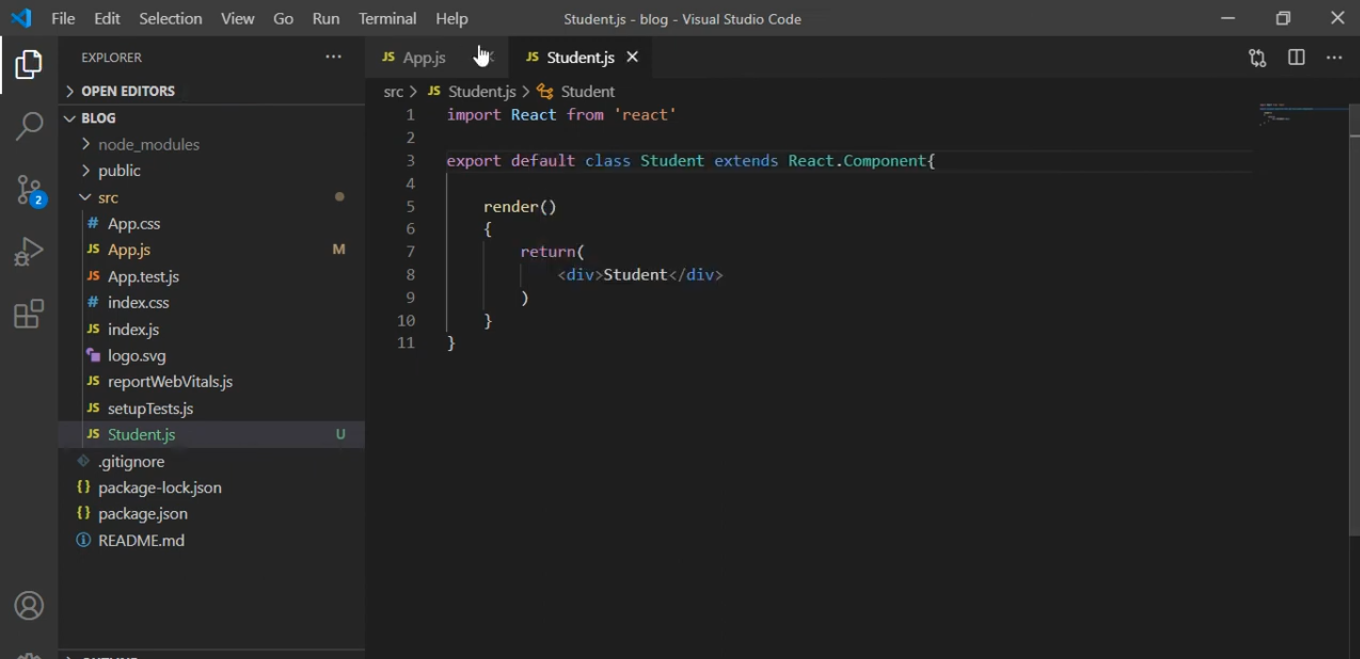 File Edit Selection View Go Run Terminal Help Student.js - blog - Visual Studio Code
EXPLORER
OPEN EDITORS
BLOG
node_modules
public
src
# App.css
JS App.js M
JS App.test.js
# index.css
JS index.js
logo.svg
JS reportWebVitals.js
JS setupTests.js
JS Student.js U
.gitignore
{} package-lock.json
{} package.json
README.md
2
JS App.js JS Student.js
src > JS Student.js > Student
1 import React from 'react'
2
3 export default class Student extends React.Component{
4
5 render()
6 {
7 return(
8 <div>Student</div>
9 )
10 }
11 }